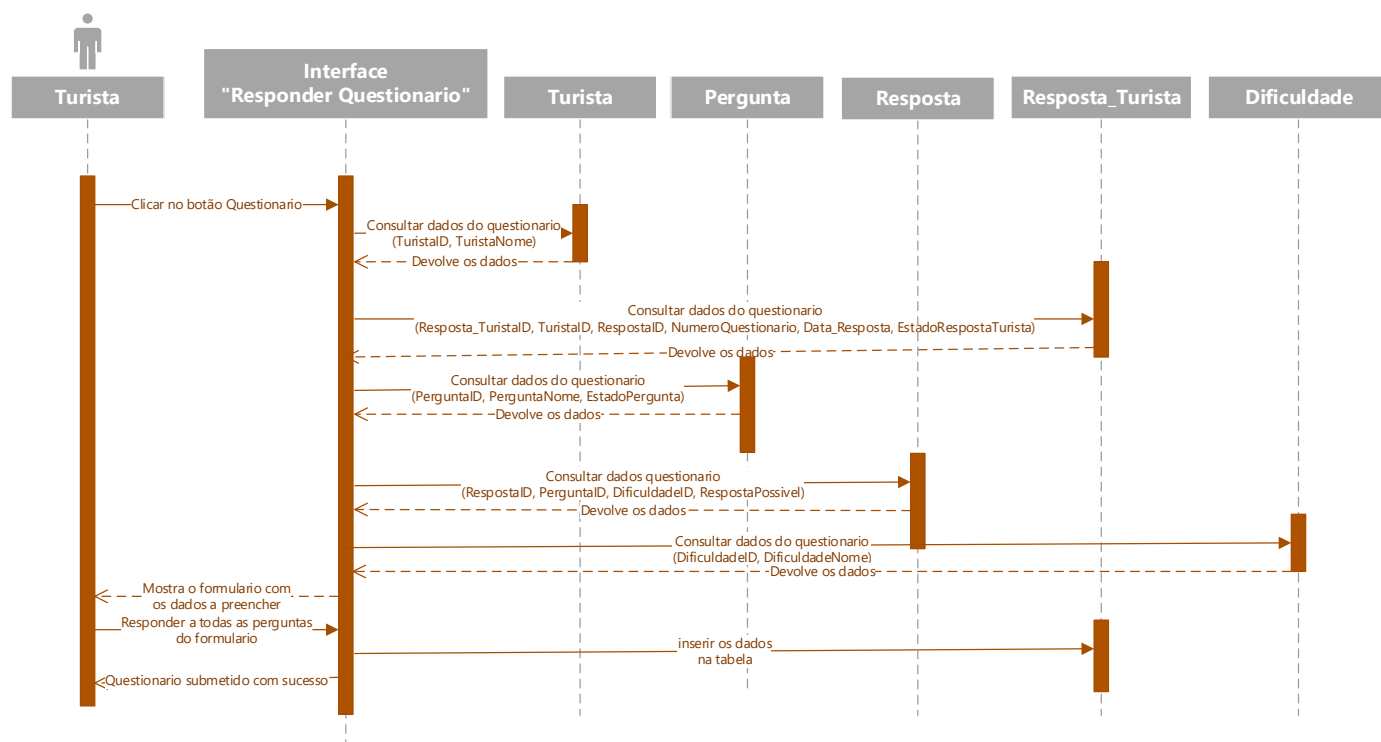 Turista
Interface
"Responder Questionario"
Turista
Pergunta
Resposta
Resposta_Turista
Dificuldade
Clicar no botão Questionario
Consultar dados do questionario
(TuristaID, TuristaNome)
Devolve os dados
Consultar dados do questionario
(Resposta_TuristaID, TuristaID, RespostaID, NumeroQuestionario, Data_Resposta, EstadoRespostaTurista)
Devolve os dados
Consultar dados do questionario
(PerguntaID, PerguntaNome, EstadoPergunta)
Devolve os dados
Consultar dados questionário
(RespostaID, PerguntaID, DificuldadeID, RespostaPossivel)
Devolve os dados
Consultar dados do questionario
(DificuldadeID, DificuldadeNome)
Devolve os dados
Mostra o formulario com
os dados a preencher
Responder a todas as perguntas
do formulario
inserir os dados
na tabela
Questionario submetido com sucesso